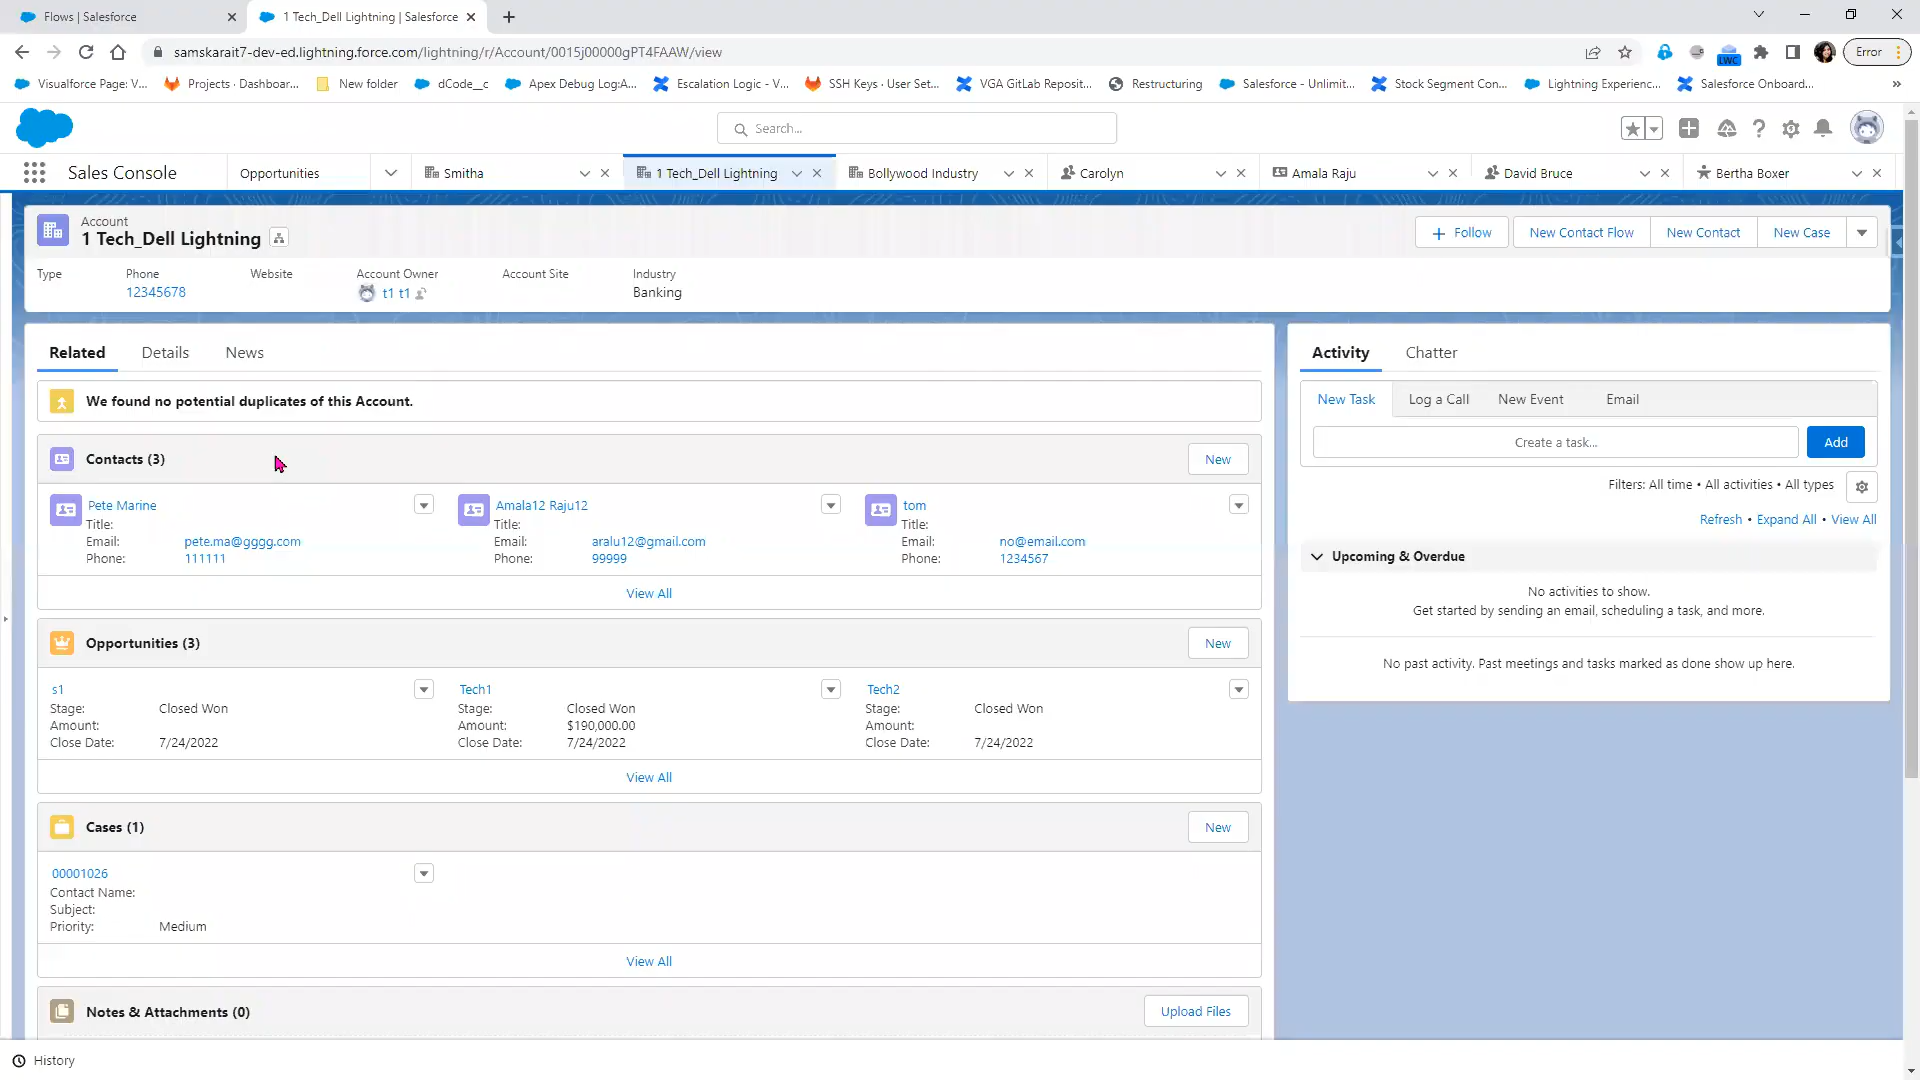 Flows | Salesforce
1 Tech_Dell Lightning | Salesforce
samskarait7-dev-ed.lightning.force.com/lightning/r/Account/0015j00000gPT4FAAW/view
Error
Visualforce Page: V...
Projects · Dashboar...
New folder
dCode__c
Apex Debug Log:A...
Escalation Logic - V...
SSH Keys · User Set...
VGA GitLab Reposit...
Restructuring
Salesforce - Unlimit...
Stock Segment Con...
Lightning Experienc...
Salesforce Onboard...
LWC
Search...
Sales Console
Opportunities
Smitha
1 Tech_Dell Lightning
Bollywood Industry
Carolyn
Amala Raju
David Bruce
Bertha Boxer
Account
1 Tech_Dell Lightning
Follow
New Contact Flow
New Contact
New Case
Type
Phone
Website
Account Owner
Account Site
Industry
12345678
t1 t1
Banking
Related
Details
News
We found no potential duplicates of this Account.
Contacts (3)
New
Pete Marine
Title:
Email: pete.ma@gggg.com
Phone: 111111
Amala12 Raju12
Title:
Email: aralu12@gmail.com
Phone: 99999
tom
Title:
Email: no@email.com
Phone: 1234567
View All
Opportunities (3)
New
s1
Stage: Closed Won
Amount:
Close Date: 7/24/2022
Tech1
Stage: Closed Won
Amount: $190,000.00
Close Date: 7/24/2022
Tech2
Stage: Closed Won
Amount:
Close Date: 7/24/2022
View All
Cases (1)
New
00001026
Contact Name:
Subject:
Priority: Medium
View All
Notes & Attachments (0)
Upload Files
Activity
Chatter
New Task
Log a Call
New Event
Email
Create a task...
Add
Filters: All time • All activities • All types
Refresh • Expand All • View All
Upcoming & Overdue
No activities to show.
Get started by sending an email, scheduling a task, and more.
No past activity. Past meetings and tasks marked as done show up here.
History